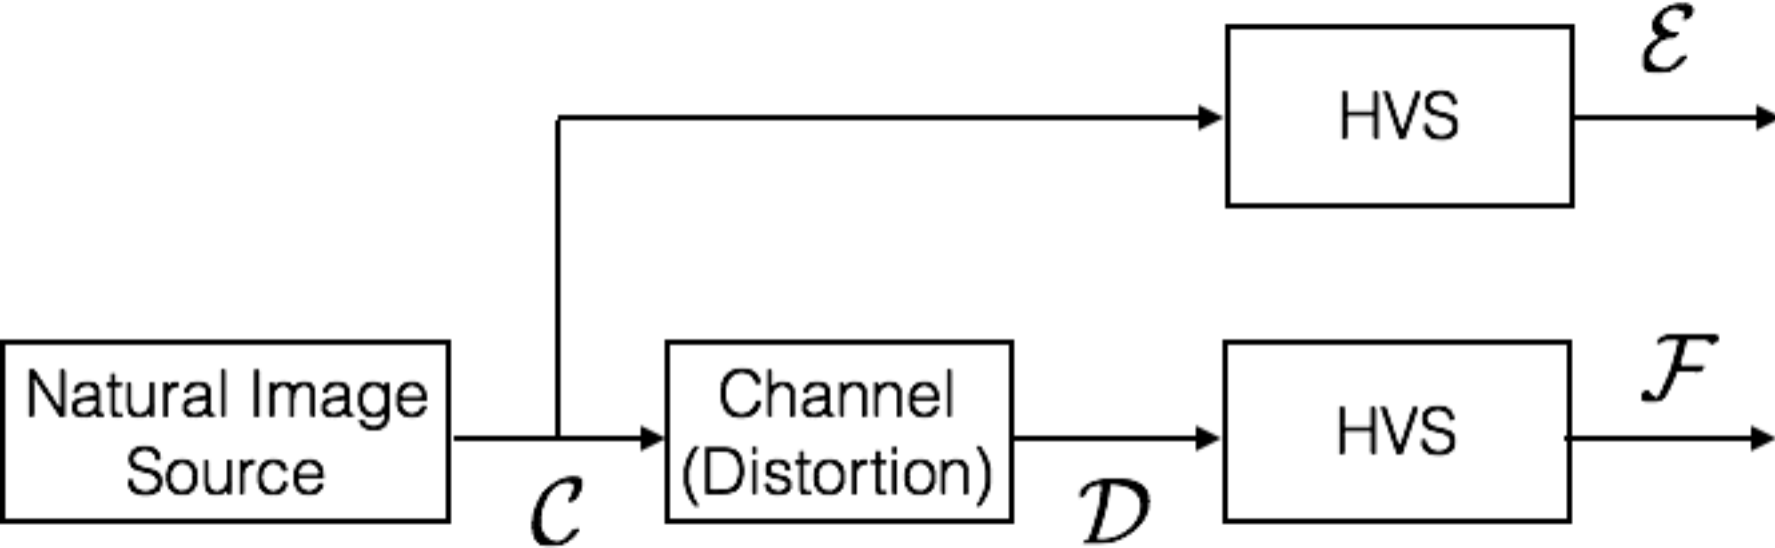 HVS
ℰ
Natural Image
Source
𝒞
Channel
(Distortion)
𝒟
HVS
ℱ